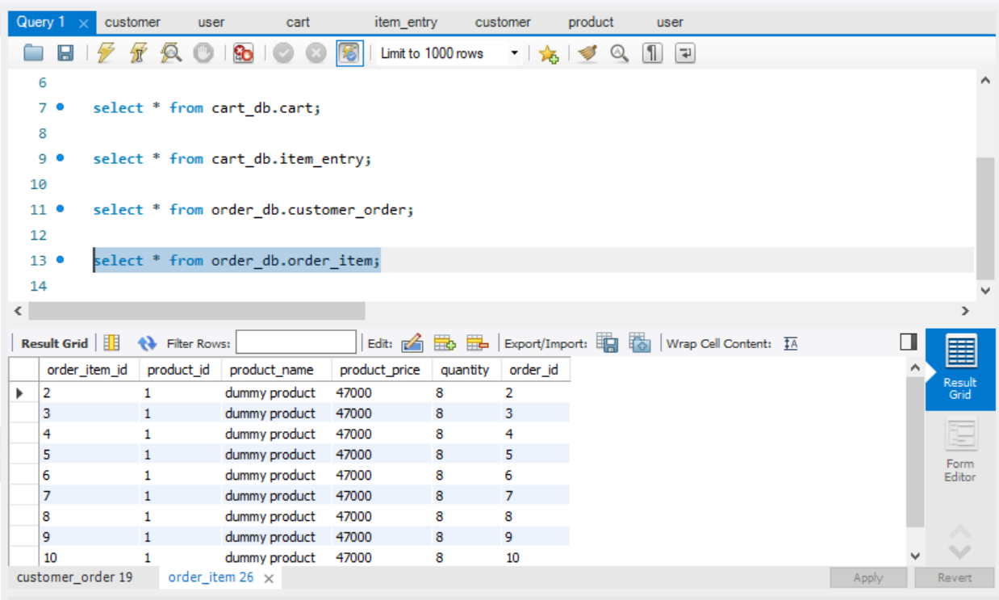 Query 1 customer user cart item_entry customer product user
Limit to 1000 rows
6
7 select * from cart_db.cart;
8
9 select * from cart_db.item_entry;
10
11 select * from order_db.customer_order;
12
13 select * from order_db.order_item;
14
Result Grid Filter Rows: Edit: Export/Import: Wrap Cell Content: IA
order_item_id product_id product_name product_price quantity order_id
2 1 dummy product 47000 8 2
3 1 dummy product 47000 8 3
4 1 dummy product 47000 8 4
5 1 dummy product 47000 8 5
6 1 dummy product 47000 8 6
7 1 dummy product 47000 8 7
8 1 dummy product 47000 8 8
9 1 dummy product 47000 8 9
10 1 dummy product 47000 8 10
Result
Grid
Form
Editor
customer_order 19 order_item 26 Apply Revert